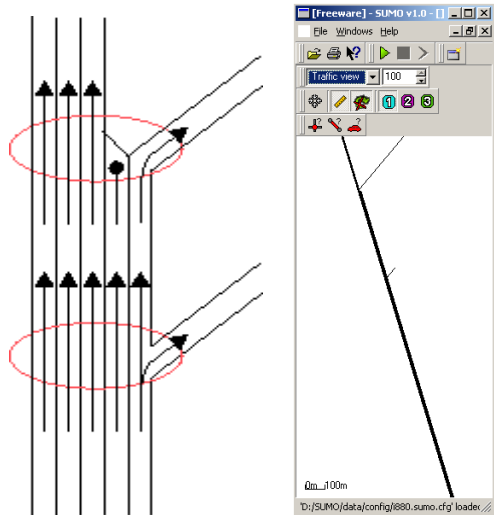 [Freeware] - SUMO v1.0 - []
File Windows Help
Traffic view 100
1 2 3
0m 100m
'D:/SUMO/data/config/i880.sumo.cfg' loaded